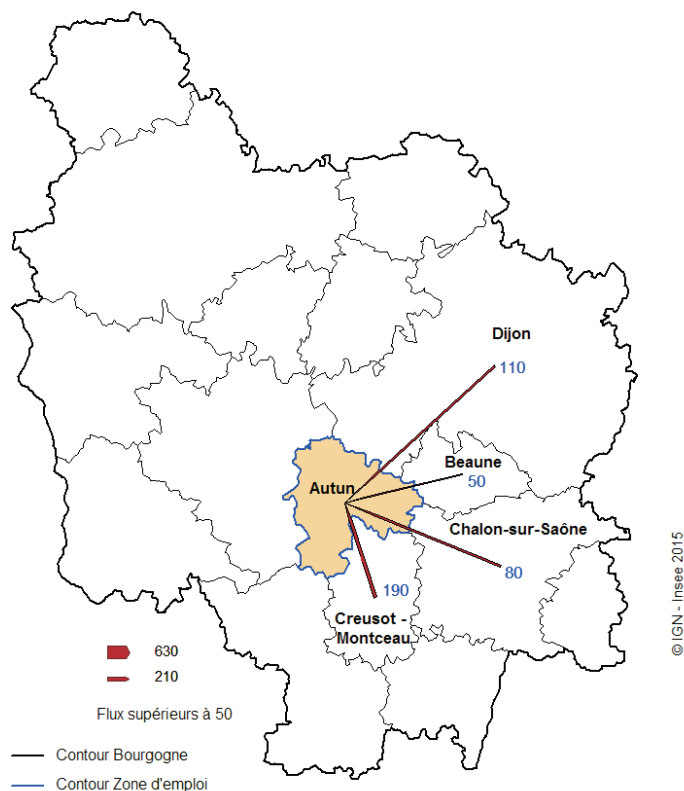 Dijon
110
Beaune
50
Autun
Chalon-sur-Saône
80
190
Creusot -
Montceau
630
210
Flux supérieurs à 50
Contour Bourgogne
Contour Zone d'emploi
© IGN - Insee 2015